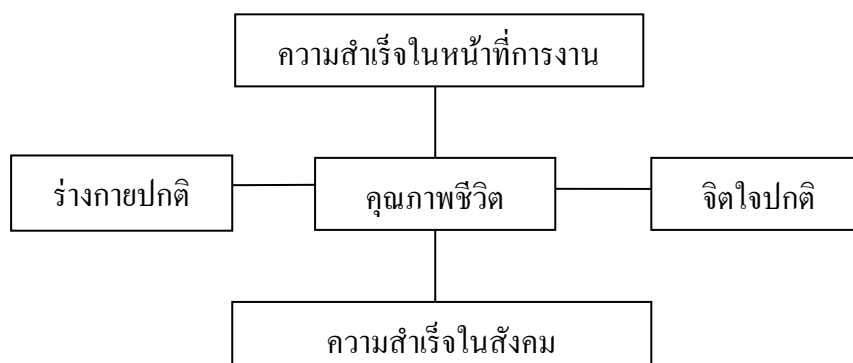 ความสำเร็จในหน้าที่การงาน
ร่างกายปกติ
คุณภาพชีวิต
จิตใจปกติ
ความสำเร็จในสังคม